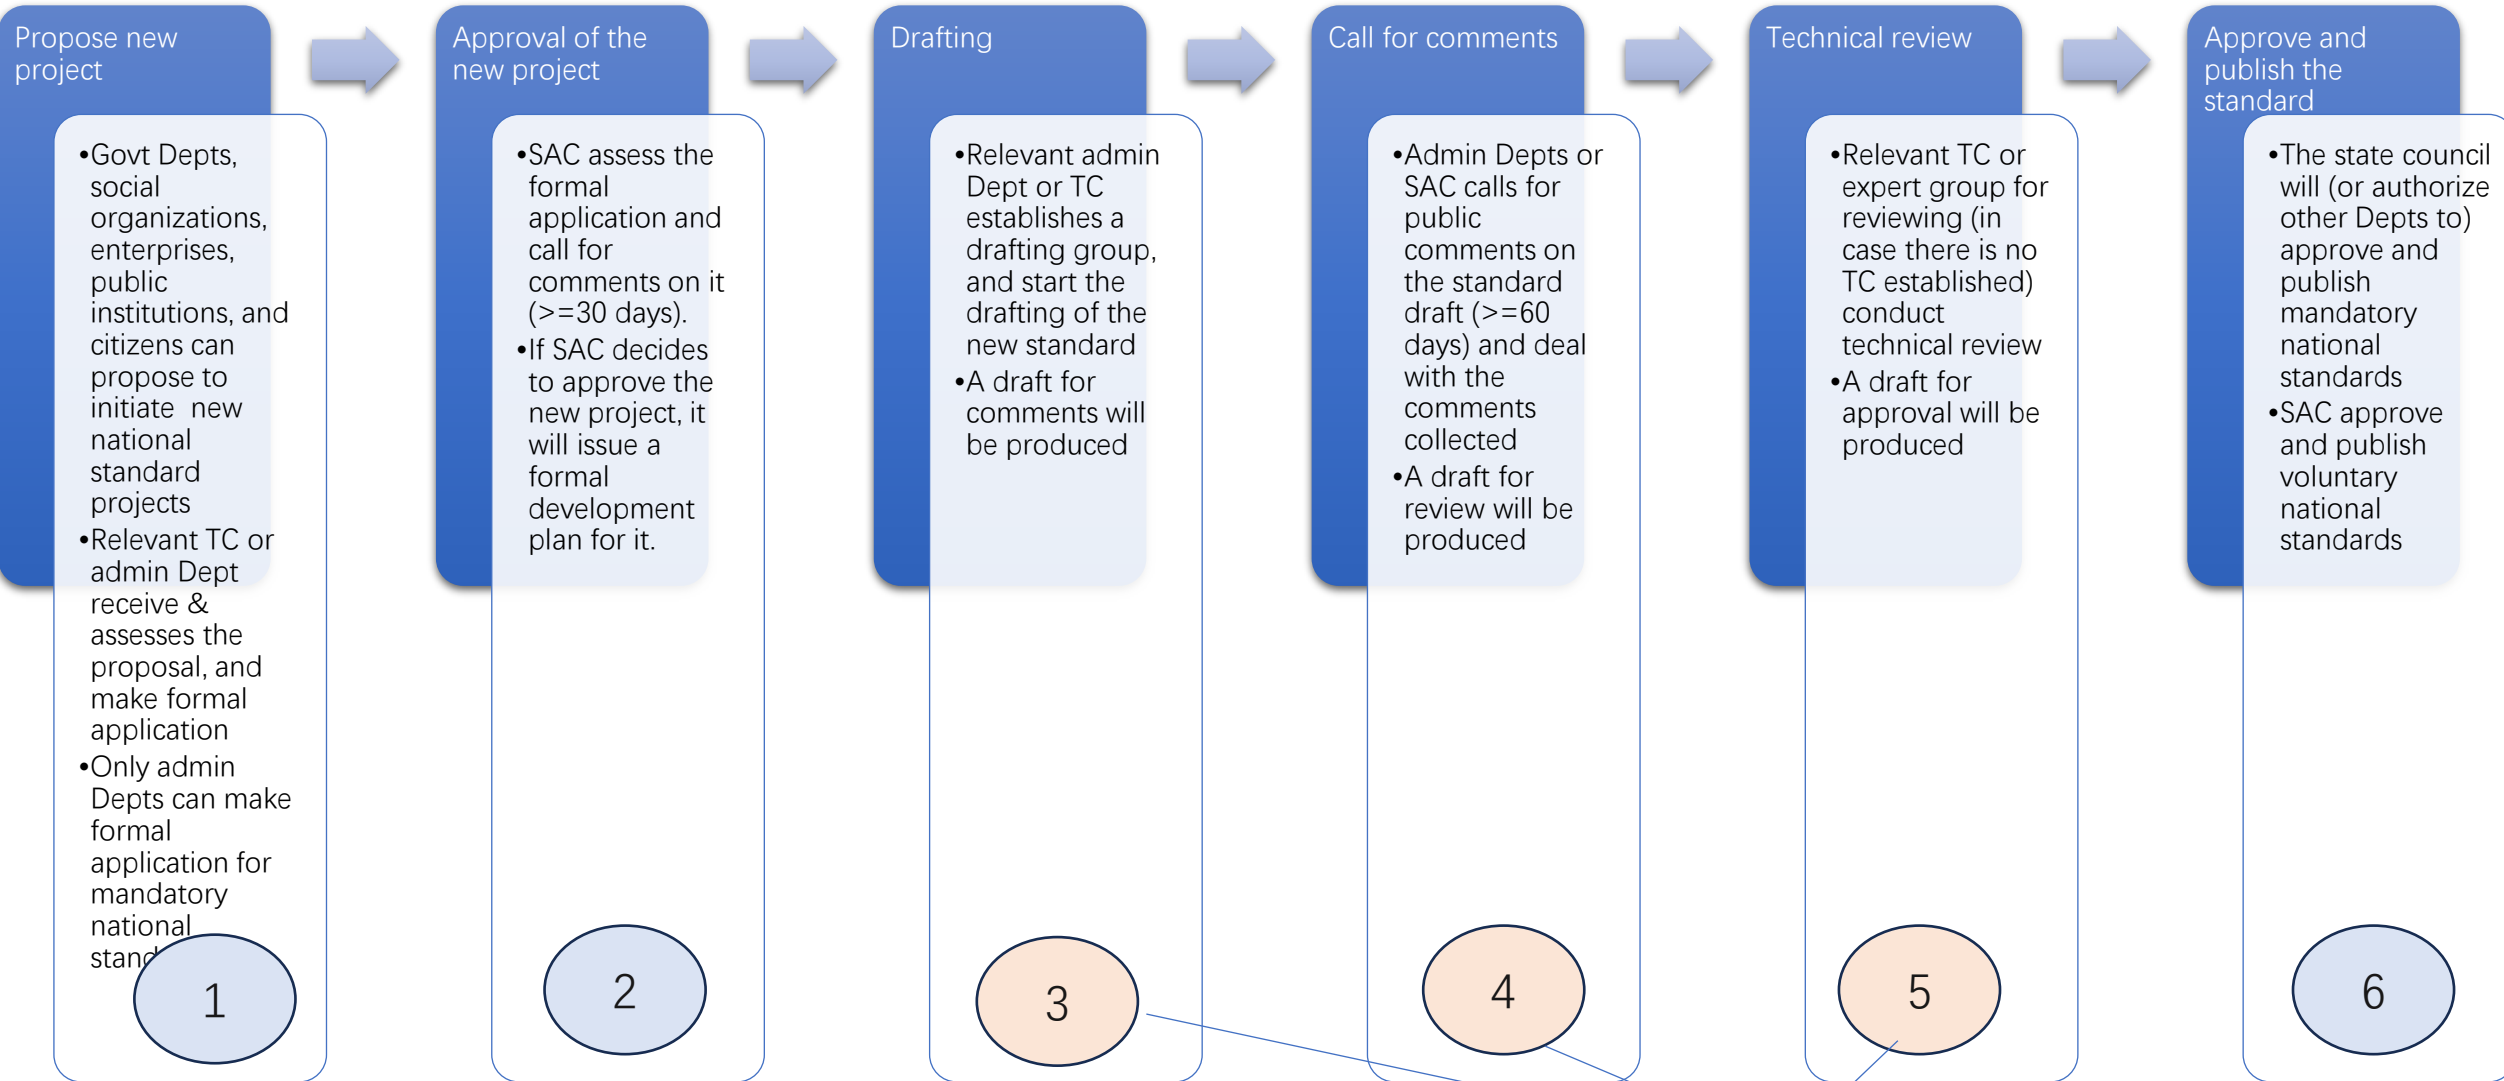 Propose new
project
•Govt Depts,
social
organizations,
enterprises,
public
institutions, and
citizens can
propose to
initiate  new
national
standard
projects
•Relevant TC or
admin Dept
receive &
assesses the
proposal, and
make formal
application
•Only admin
Depts can make
formal
application for
mandatory
national
1
Approval of the
new project
•SAC assess the
formal
application and
call for
comments on it
(>=30 days).
•If SAC decides
to approve the
new project, it
will issue a
formal
development
plan for it.
2
Drafting
•Relevant admin
Dept or TC
establishes a
drafting group,
and start the
drafting of the
new standard
•A draft for
comments will
be produced
3
Call for comments
•Admin Depts or
SAC calls for
public
comments on
the standard
draft (>=60
days) and deal
with the
comments
collected
•A draft for
review will be
produced
4
Technical review
•Relevant TC or
expert group for
reviewing (in
case there is no
TC established)
conduct
technical review
•A draft for
approval will be
produced
5
Approve and
publish the
standard
•The state council
will (or authorize
other Depts to)
approve and
publish
mandatory
national
standards
•SAC approve
and publish
voluntary
national
standards
6